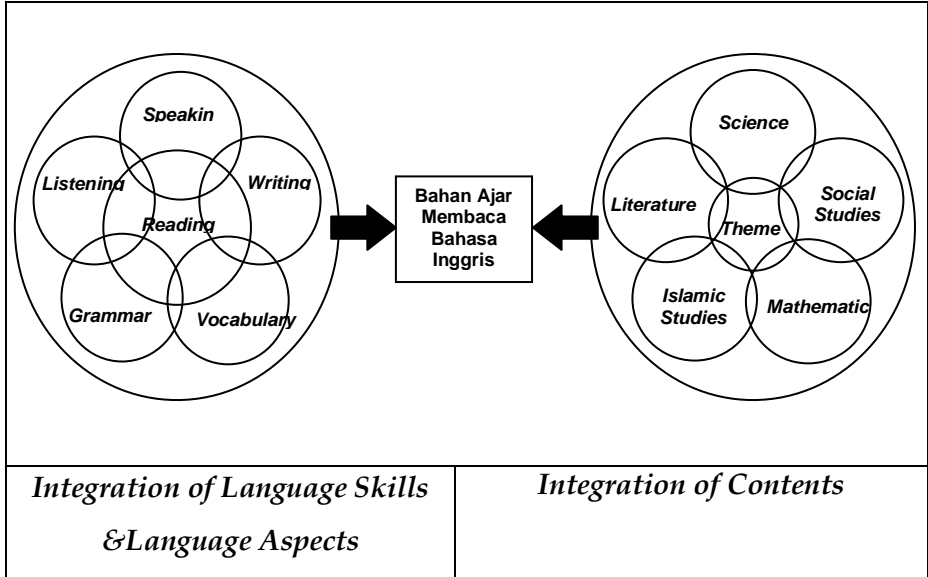 Speakin
Listening
Writing
Reading
Grammar
Vocabulary
Bahan Ajar
Membaca
Bahasa
Inggris
Science
Literature
Social
Studies
Theme
Islamic
Studies
Mathematic
Integration of Language Skills
&Language Aspects
Integration of Contents